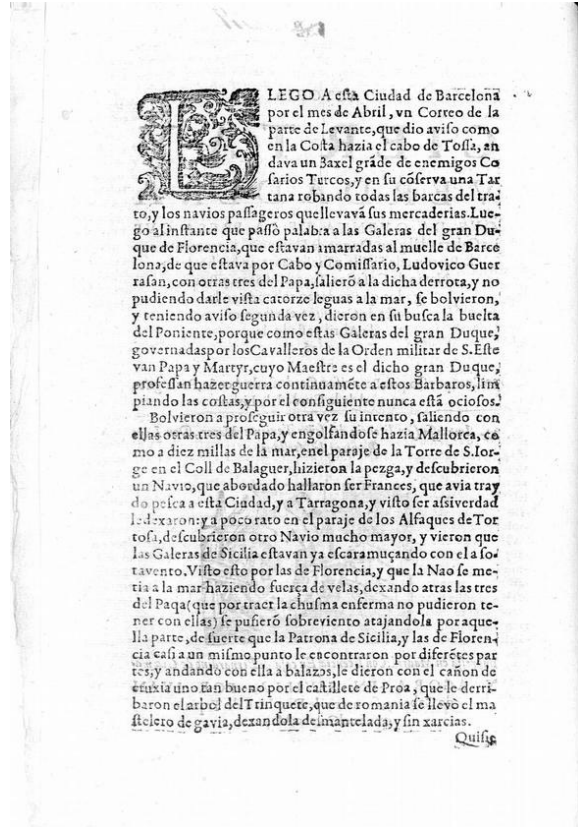 LEGO A eſta Ciudad de Barcelona
por el mes de Abril, vn Correo de la
parte de Levante, que dio aviſo como
en la Coſta hazia el cabo de Toſſa, an
dava un Baxel grãde de enemigos Co
ſarios Turcos, y en ſu cõſerva una Tar
tana robando todas las barcas del tra-
to, y los navios paſſageros que llevavã sus mercaderias. Lue-
go al inſtante que paſsò palabra a las Galeras del gran Du-
que de Florencia, que eſtavan amarradas al muelle de Barce
lona, de que eſtava por Cabo y Comiſſario, Ludovico Guer
raſan, con otras tres del Papa, ſalierõ a la dicha derrota, y no
pudiendo darle viſta catorze leguas a la mar, ſe bolvieron,
y teniendo aviſo ſegunda vez, dieron en ſu buſca la buelta
del Poniente, porque como eſtas Galeras del gran Duque,
governadas por los Cavalleros de la Orden militar de S. Eſte
van Papa y Martyr, cuyo Maeſtre es el dicho gran Duque,
profeſſan hazer guerra continuamẽte a eſtos Barbaros, lim
piando las coſtas, y por el conſiguiente nunca eſtã ocioſos.
Bolvieron a proſeguir otra vez ſu intento, ſaliendo con
ellas otras tres del Papa, y engolfandoſe hazia Mallorca, co
mo a diez millas de la mar, en el paraje de la Torre de S. Ior-
ge en el Coll de Balaguer, hizieron la pezga, y deſcubrieron
un Navio, que abordado hallaron ſer Frances, que avia tray
do peſca a eſta Ciudad, y a Tarragona, y viſto ſer aſsi verdad
le dexaron: y a poco rato en el paraje de los Alfaques de Tor
toſa, deſcubrieron otro Navio mucho mayor, y vieron que
las Galeras de Sicilia eſtavan ya eſcaramuçando con el a ſo-
tavento. Viſto eſto por las de Florencia, y que la Nao ſe me-
tia a la mar haziendo fuerça de velas, dexando atras las tres
del Papa (que por traer la chuſma enferma no pudieron te-
ner con ellas) ſe puſierõ ſobreviento atajandola por aque-
lla parte, de ſuerte que la Patrona de Sicilia, y las de Floren-
cia caſi a un miſmo punto le encontraron por diferẽtes par
tes, y andando con ella a balazos, le dieron con el cañon de
cruxia uno tan bueno por el caſtillete de Proa, que le derri-
baron el arbol del Trinquete, que de romania ſe llevò el ma
ſtelero de gavia, dexandola deſmantelada, y ſin xarcias.
Quiſie